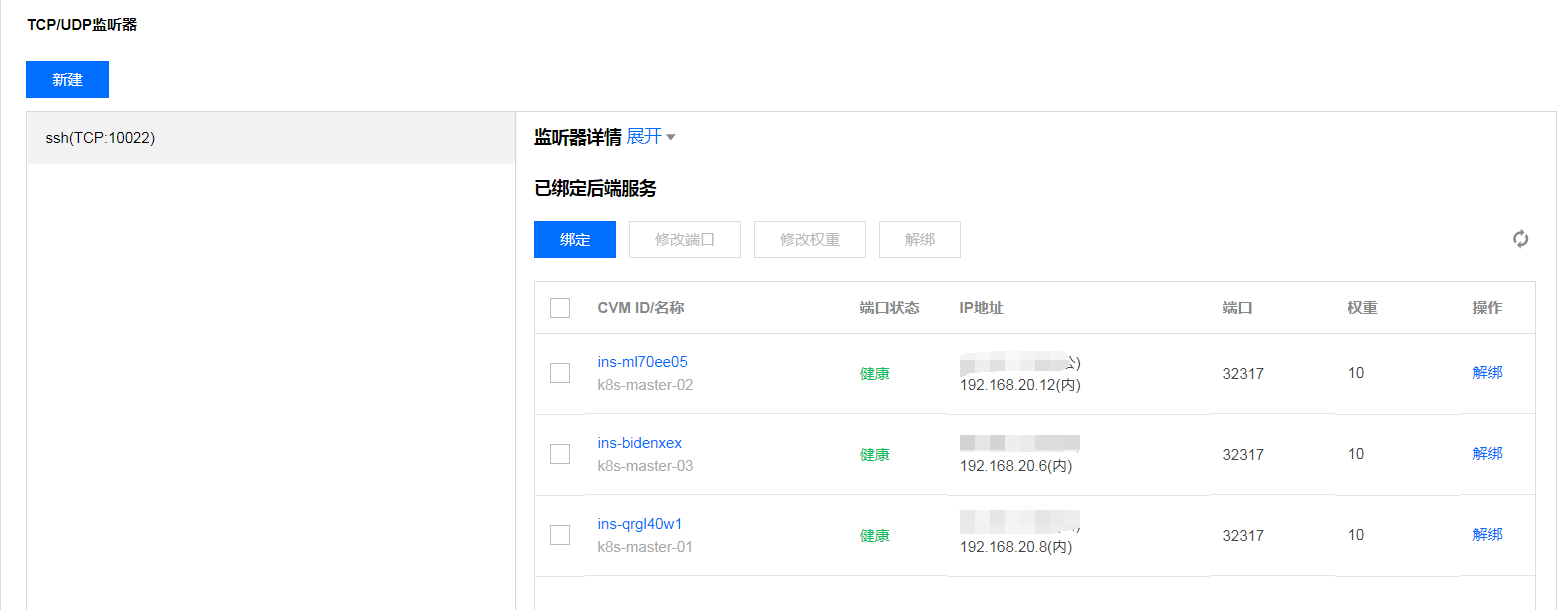 TCP/UDP监听器
新建
ssh(TCP:10022)
监听器详情 展开
已绑定后端服务
绑定 修改端口 修改权重 解绑
CVM ID/名称 端口状态 IP地址 端口 权重 操作
ins-ml70ee05
k8s-master-02
健康
192.168.20.12(内)
32317 10 解绑
ins-bidenxex
k8s-master-03
健康
192.168.20.6(内)
32317 10 解绑
ins-qrgl40w1
k8s-master-01
健康
192.168.20.8(内)
32317 10 解绑